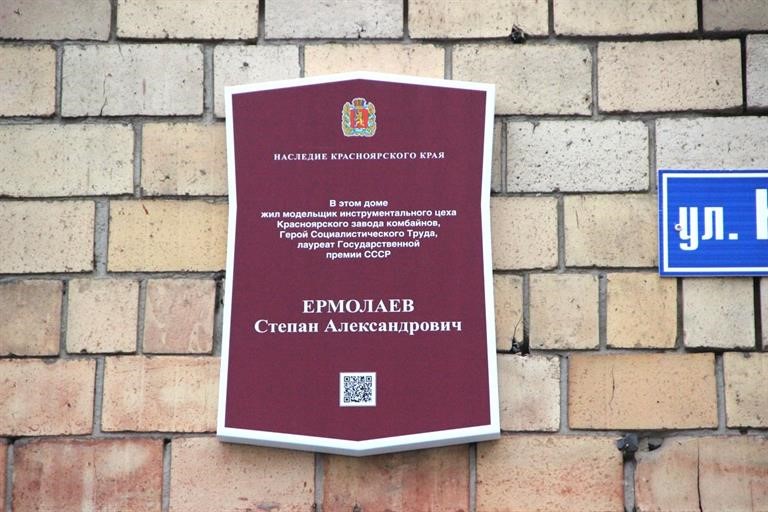 НАСЛЕДИЕ КРАСНОЯРСКОГО КРАЯ
В этом доме
жил модельщик инструментального цеха
Красноярского завода комбайнов,
Герой Социалистического Труда,
лауреат Государственной
премии СССР
ЕРМОЛАЕВ
Степан Александрович
ул.